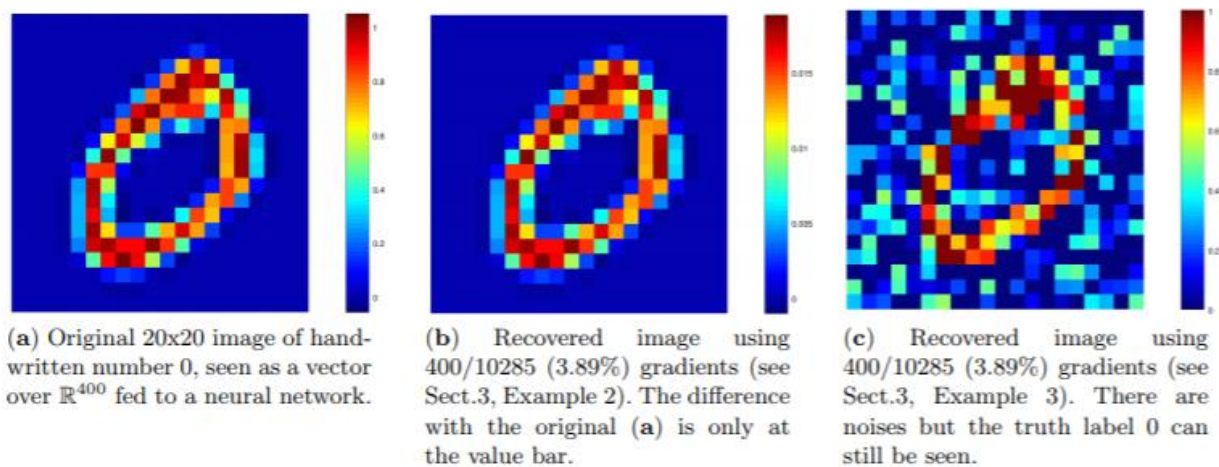 1
0.8
0.6
0.4
0.2
0
0.015
0.01
0.005
0
1
0.8
0.6
0.4
0.2
0
(a) Original 20x20 image of hand-
written number 0, seen as a vector
over ℝ⁴⁰⁰ fed to a neural network.
(b) Recovered image using
400/10285 (3.89%) gradients (see
Sect.3, Example 2). The difference
with the original (a) is only at
the value bar.
(c) Recovered image using
400/10285 (3.89%) gradients (see
Sect.3, Example 3). There are
noises but the truth label 0 can
still be seen.